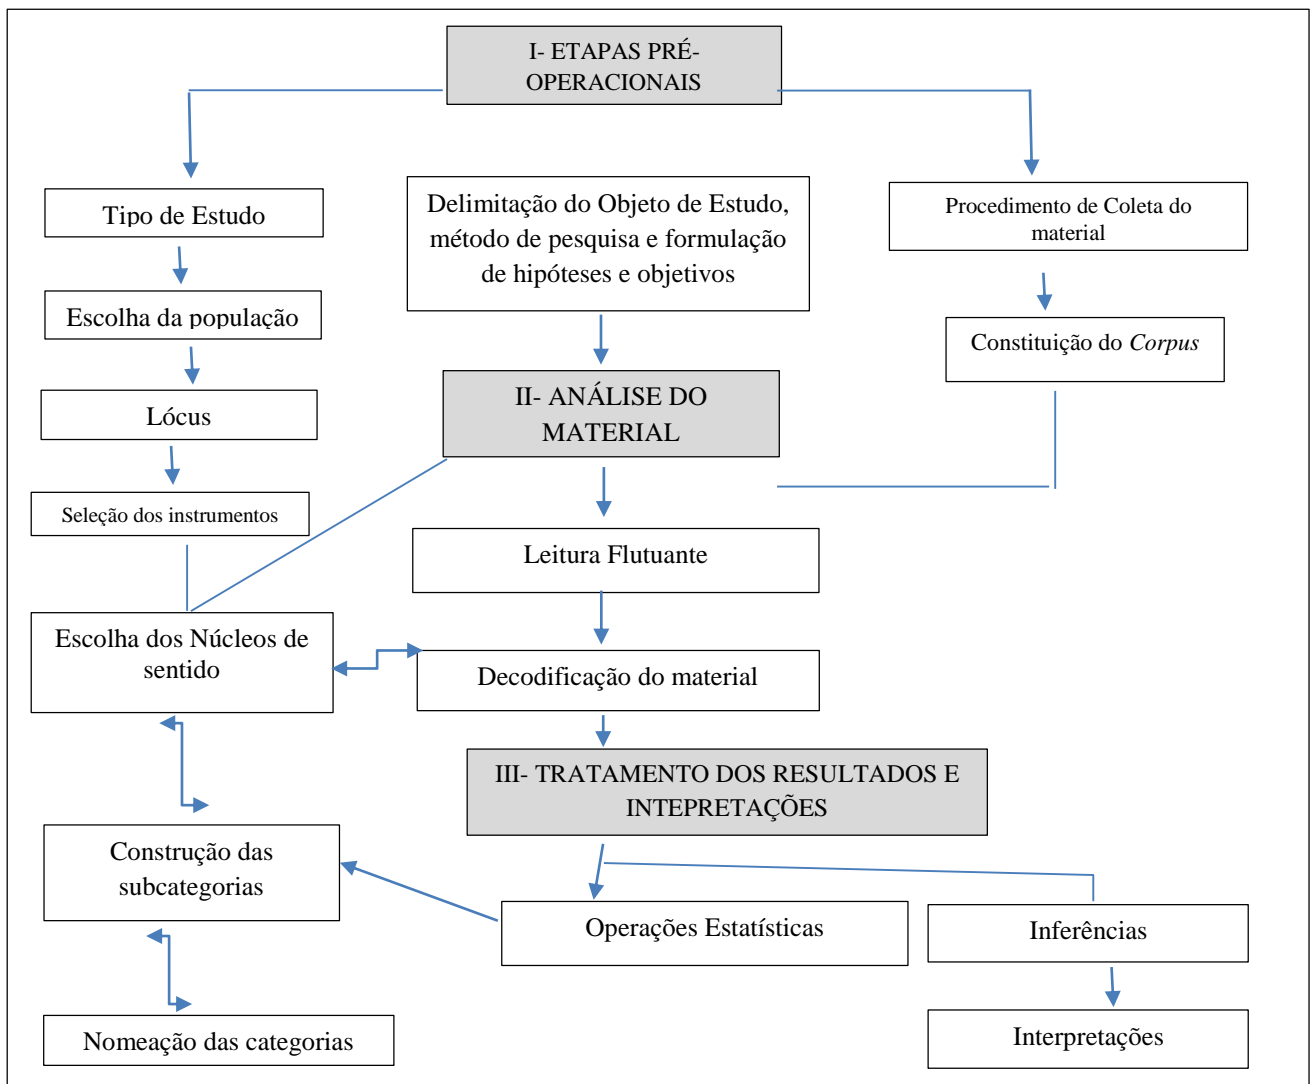 I- ETAPAS PRÉ-
OPERACIONAIS
Tipo de Estudo
Delimitação do Objeto de Estudo,
método de pesquisa e formulação
de hipóteses e objetivos
Procedimento de Coleta do
material
Escolha da população
Constituição do Corpus
Lócus
II- ANÁLISE DO
MATERIAL
Seleção dos instrumentos
Leitura Flutuante
Escolha dos Núcleos de
sentido
Decodificação do material
III- TRATAMENTO DOS RESULTADOS E
INTEPRETAÇÕES
Construção das
subcategorias
Operações Estatísticas
Inferências
Nomeação das categorias
Interpretações